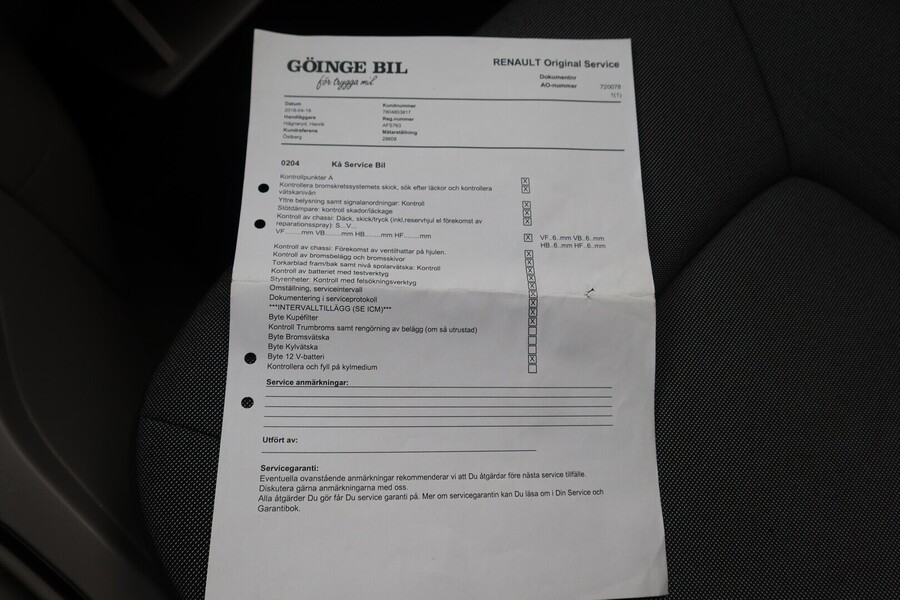 GÖINGE BIL
för trygga mil
RENAULT Original Service
Dokumentnr
AO-nummer 720078
1(1)
Datum
2018-04-18
Handläggare
Hägnaryd, Henrik
Kundreferens
Östberg
Kundnummer
Reg.nummer
Mätarställning
0204 Kå Service Bil
Kontrollpunkter A X
Kontrollera bromskretssystemets skick, sök efter läckor och kontrollera X
vätskenivån
Yttre belysning samt signalanordningar: Kontroll X
Stötdämpare: kontroll skador/läckage X
Kontroll av chassi: Däck, skick/tryck (inkl.reservhjul el förekomst av X
reparationsspray): S...V...
VF.........mm VB.........mm HB.........mm HF.........mm X VF..6..mm VB..6..mm
HB..6..mm HF..6..mm
Kontroll av chassi: Förekomst av ventilhattar på hjulen. X
Kontroll av bromsbelägg och bromsskivor X
Torkarblad fram/bak samt nivå spolarvätska: Kontroll X
Kontroll av batteriet med testverktyg X
Styrenheter: Kontroll med felsökningsverktyg X
Omställning, serviceintervall X
Dokumentering i serviceprotokoll X
***INTERVALLTILLÄGG (SE ICM)*** X
Byte Kupéfilter X
Kontroll Trumbroms samt rengörning av belägg (om så utrustad)
Byte Bromsvätska
Byte Kylvätska
Byte 12 V-batteri X
Kontrollera och fyll på kylmedium
Service anmärkningar:
Utfört av:
Servicegaranti:
Eventuella ovanstående anmärkningar rekommenderar vi att Du åtgärdar före nästa service tillfälle.
Diskutera gärna anmärkningarna med oss.
Alla åtgärder Du gör får Du service garanti på. Mer om servicegarantin kan Du läsa om i Din Service och
Garantibok.